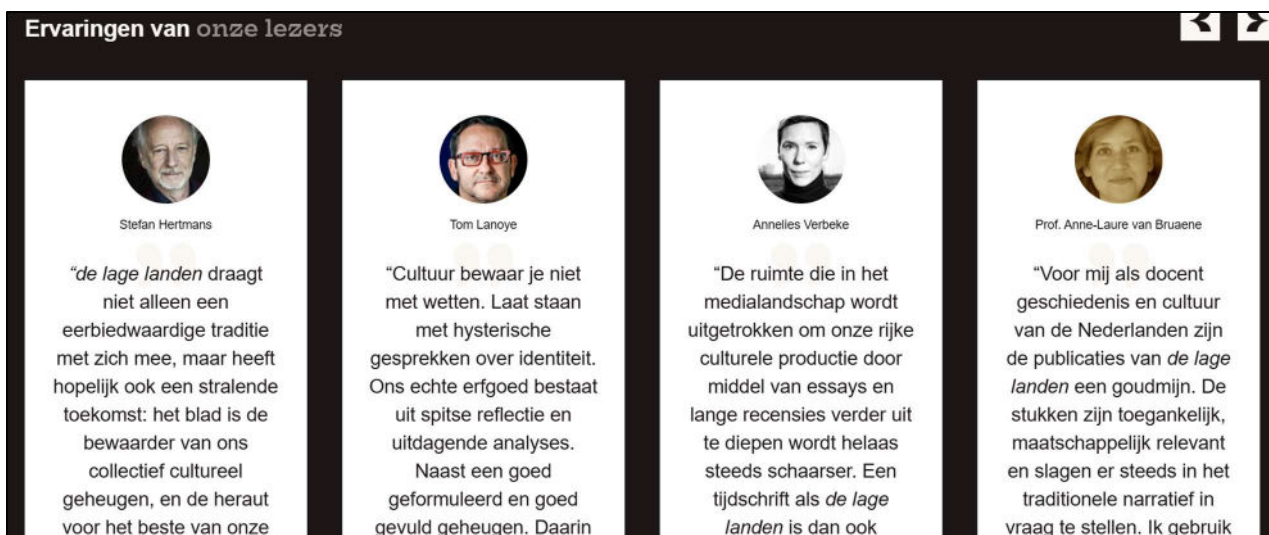 Ervaringen van onze lezers
Stefan Hertmans
“de lage landen draagt
niet alleen een
eerbiedwaardige traditie
met zich mee, maar heeft
hopelijk ook een stralende
toekomst: het blad is de
bewaarder van ons
collectief cultureel
geheugen, en de heraut
voor het beste van onze
Tom Lanoye
“Cultuur bewaar je niet
met wetten. Laat staan
met hysterische
gesprekken over identiteit.
Ons echte erfgoed bestaat
uit spitse reflectie en
uitdagende analyses.
Naast een goed
geformuleerd en goed
gevuld geheugen. Daarin
Annelies Verbeke
“De ruimte die in het
medialandschap wordt
uitgetrokken om onze rijke
culturele productie door
middel van essays en
lange recensies verder uit
te diepen wordt helaas
steeds schaarser. Een
tijdschrift als de lage
landen is dan ook
Prof. Anne-Laure van Bruaene
“Voor mij als docent
geschiedenis en cultuur
van de Nederlanden zijn
de publicaties van de lage
landen een goudmijn. De
stukken zijn toegankelijk,
maatschappelijk relevant
en slagen er steeds in het
traditionele narratief in
vraag te stellen. Ik gebruik